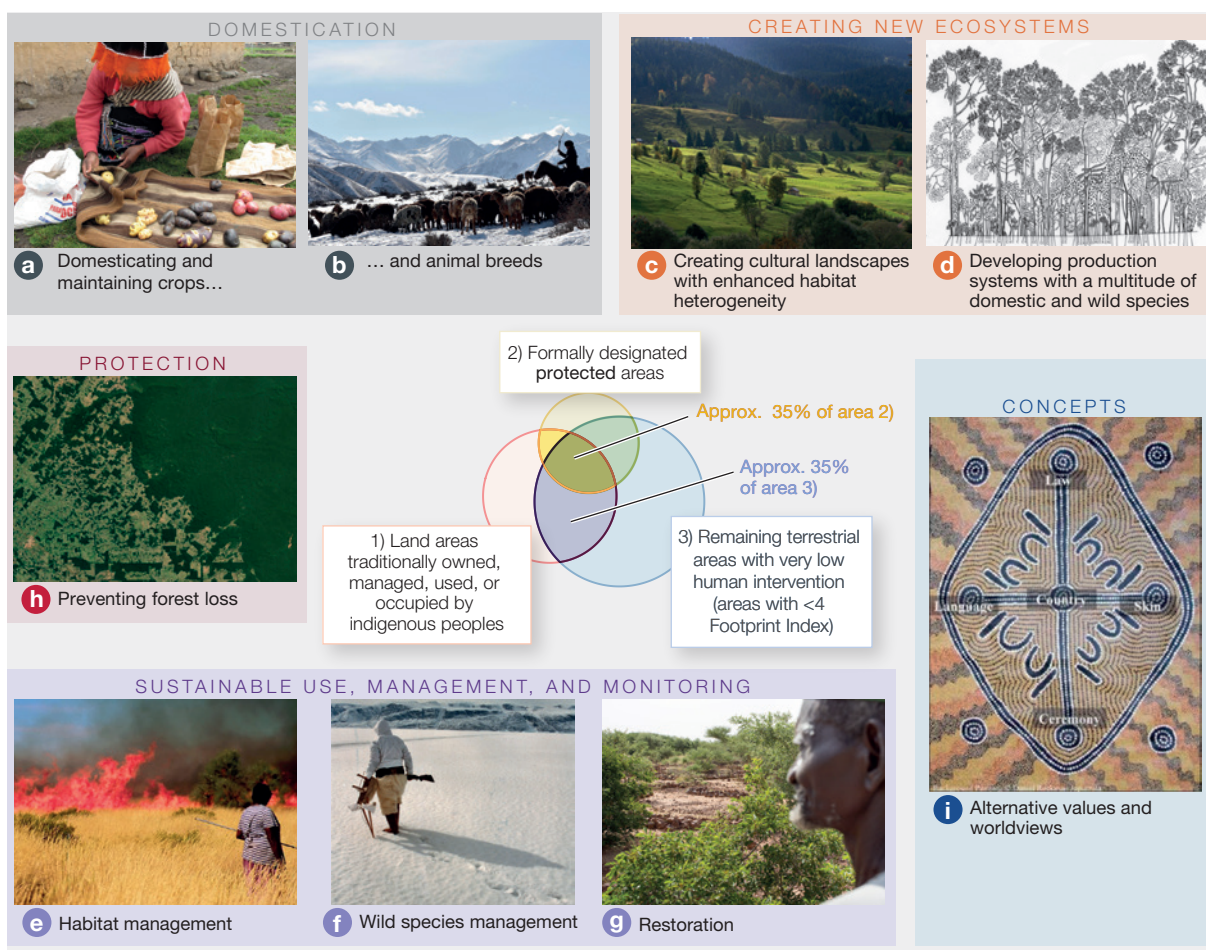 DOMESTICATION
a Domesticating and
maintaining crops…
b … and animal breeds
CREATING NEW ECOSYSTEMS
c Creating cultural landscapes
with enhanced habitat
heterogeneity
d Developing production
systems with a multitude of
domestic and wild species
PROTECTION
h Preventing forest loss
2) Formally designated
protected areas
Approx. 35% of area 2)
Approx. 35%
of area 3)
1) Land areas
traditionally owned,
managed, used, or
occupied by
indigenous peoples
3) Remaining terrestrial
areas with very low
human intervention
(areas with <4
Footprint Index)
CONCEPTS
Law
Language
Country
Skin
Ceremony
i Alternative values and
worldviews
SUSTAINABLE USE, MANAGEMENT, AND MONITORING
e Habitat management
f Wild species management
g Restoration